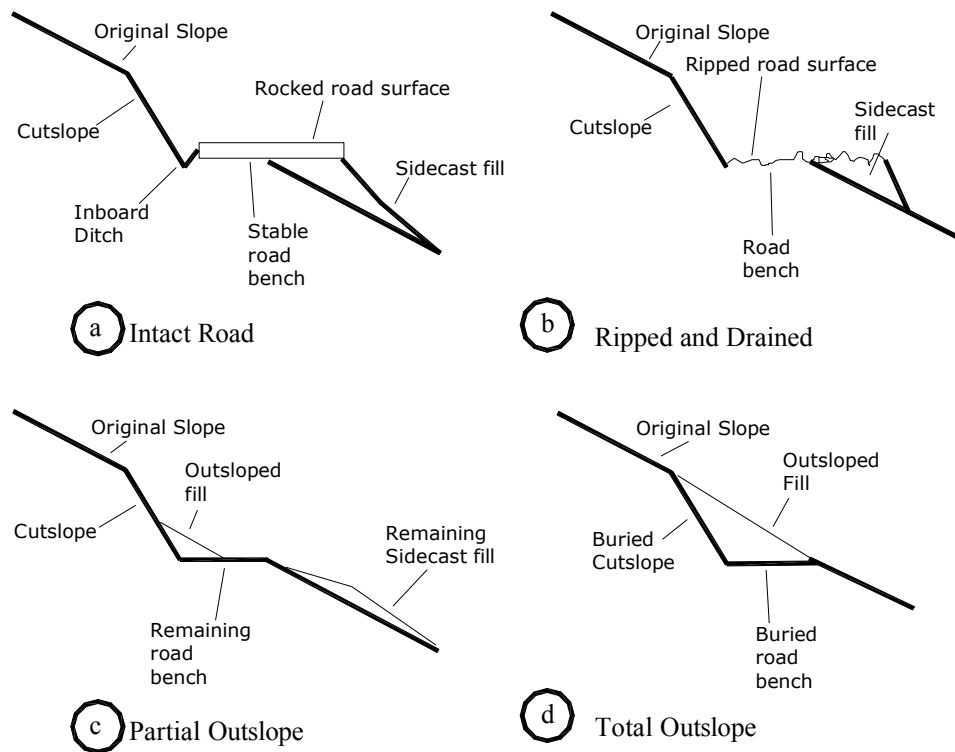 Original Slope
Rocked road surface
Cutslope
Sidecast fill
Inboard
Ditch
Stable
road
bench
a
Intact Road
Original Slope
Ripped road surface
Sidecast
fill
Cutslope
Road
bench
b
Ripped and Drained
Original Slope
Outsloped
fill
Cutslope
Remaining
Sidecast fill
Remaining
road
bench
c
Partial Outslope
Original Slope
Outsloped
Fill
Buried
Cutslope
Buried
road
bench
d
Total Outslope